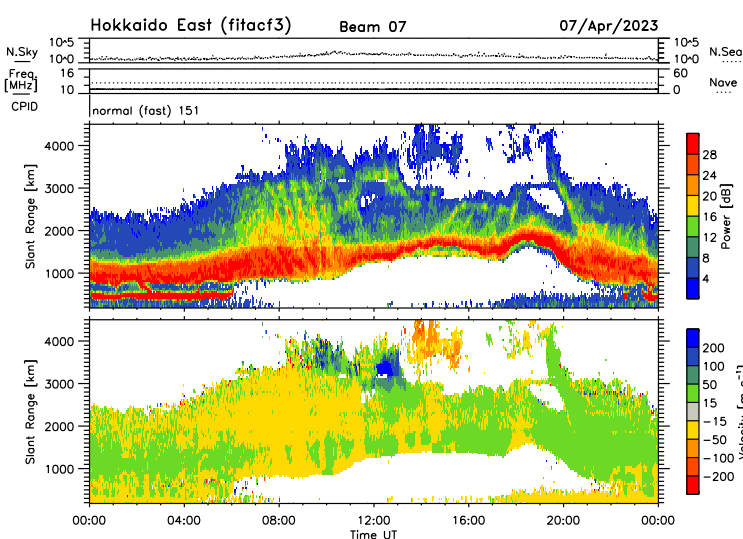 Hokkaido East (fitacf3) Beam 07 07/Apr/2023
N.Sky 10^5 10^0 10^5 10^0 N.Sea
Freq. [MHz] 16 10 60 0 Nave
CPID normal (fast) 151
Slant Range [km] 4000 3000 2000 1000
28 24 20 16 12 8 4 Power [dB]
Slant Range [km] 4000 3000 2000 1000
200 100 50 15 −15 −50 −100 −200 Velocity
00:00 04:00 08:00 12:00 16:00 20:00 00:00
Time UT